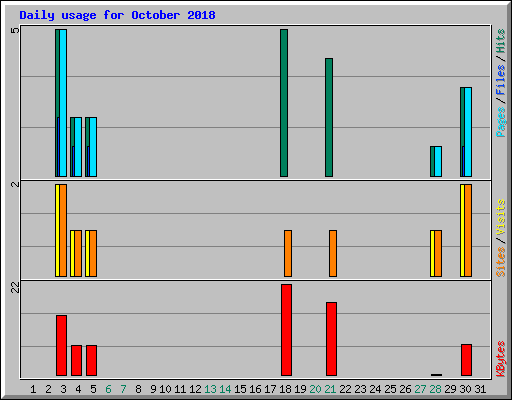 Daily usage for October 2018
5
Pages / Files / Hits
2
Sites / Visits
22
KBytes
1 2 3 4 5 6 7 8 9 10 11 12 13 14 15 16 17 18 19 20 21 22 23 24 25 26 27 28 29 30 31